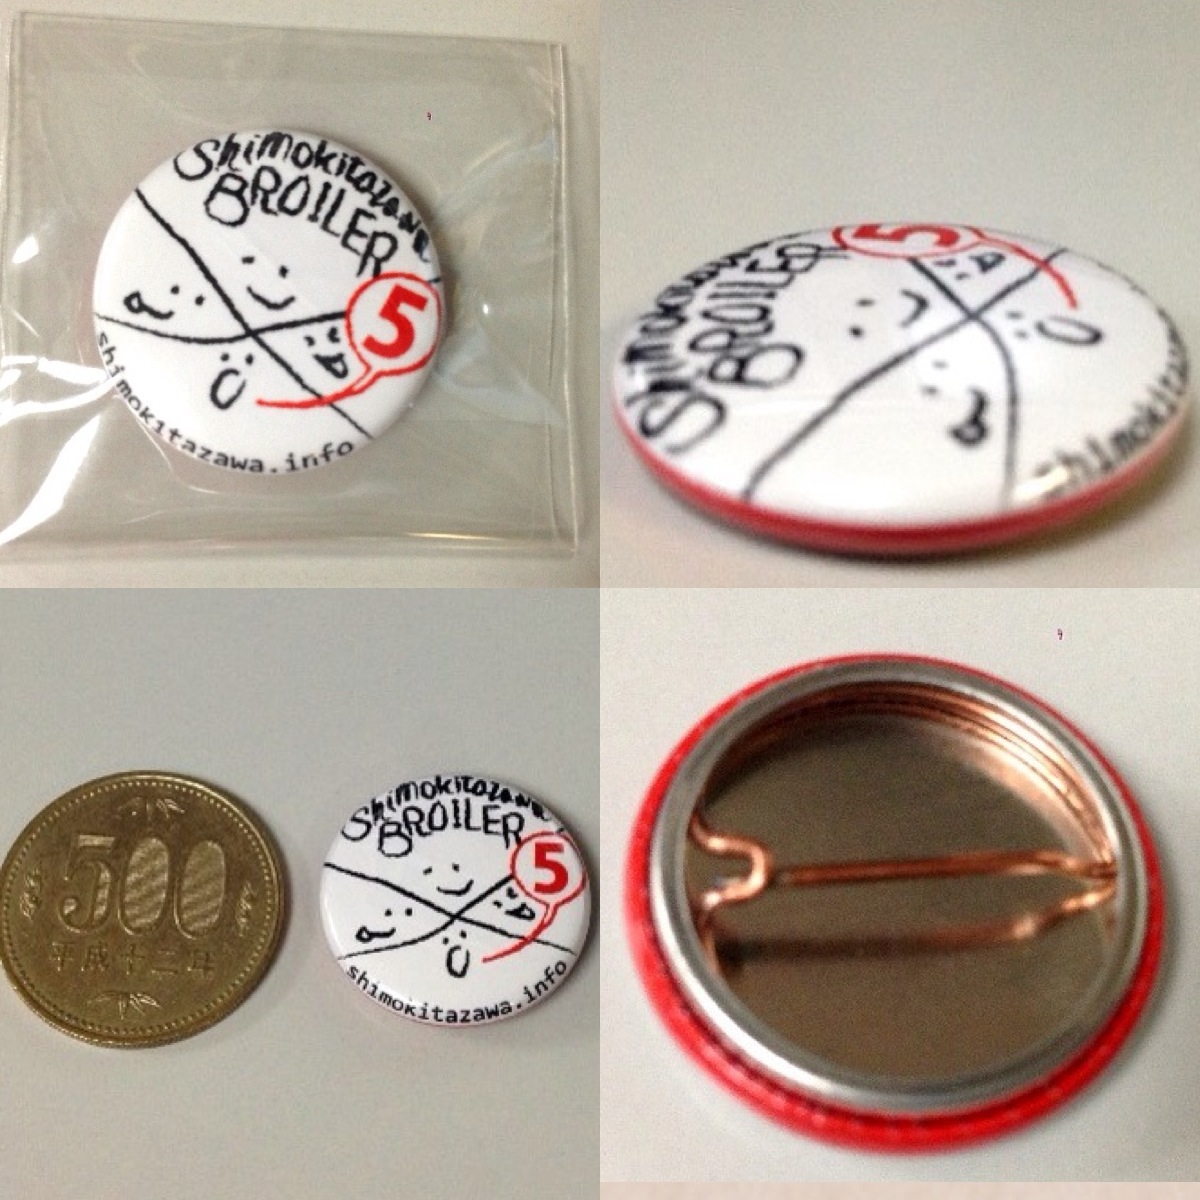 Shimokitazawa
BROILER
5
shimokitazawa.info
Shimokitazawa
BROILER
5
shimokita
500
平成十二年
Shimokitazawa
BROILER
5
shimokitazawa.info